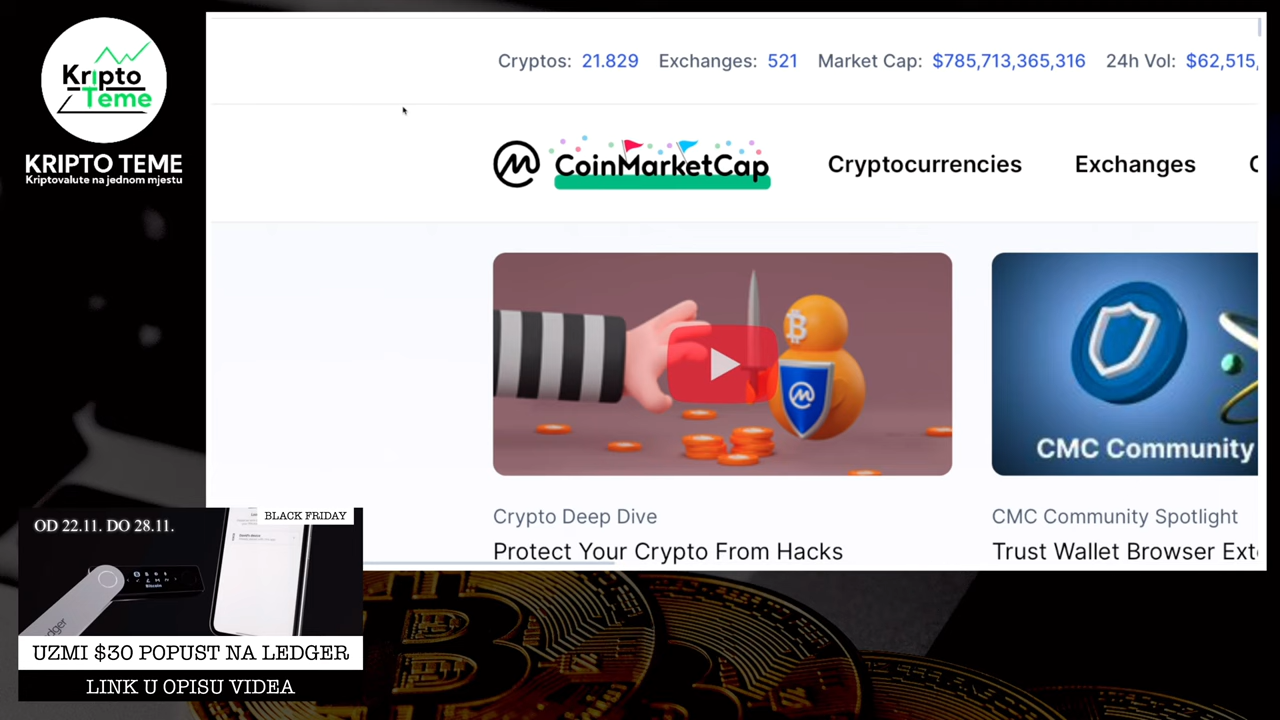 Kripto
Teme
KRIPTO TEME
Kriptovalute na jednom mjestu
Cryptos: 21.829 Exchanges: 521 Market Cap: $785,713,365,316 24h Vol: $62,515,
CoinMarketCap Cryptocurrencies Exchanges
CMC Community
Crypto Deep Dive
Protect Your Crypto From Hacks
CMC Community Spotlight
Trust Wallet Browser Ext
OD 22.11. DO 28.11.
BLACK FRIDAY
Bitcoin
UZMI $30 POPUST NA LEDGER
LINK U OPISU VIDEA